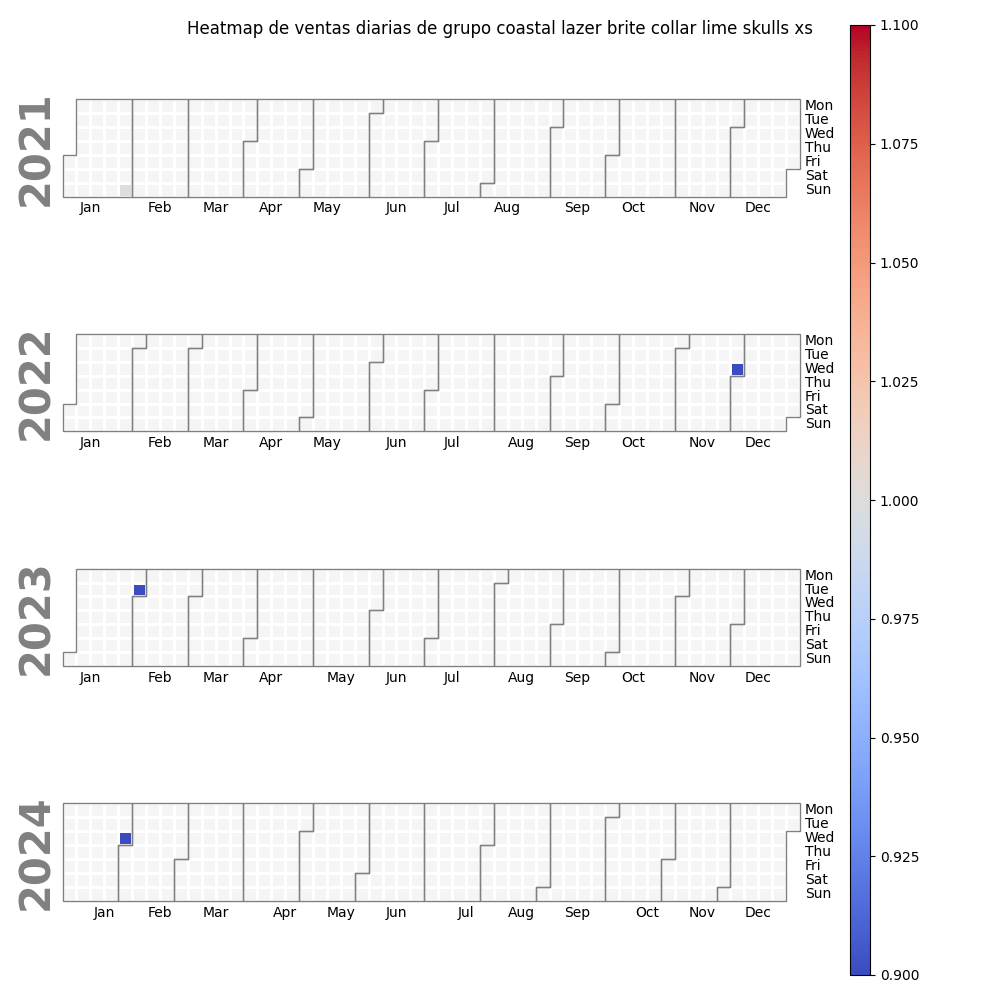 Heatmap de ventas diarias de grupo coastal lazer brite collar lime skulls xs
2021
Mon
Tue
Wed
Thu
Fri
Sat
Sun
Jan Feb Mar Apr May Jun Jul Aug Sep Oct Nov Dec
2022
Mon
Tue
Wed
Thu
Fri
Sat
Sun
Jan Feb Mar Apr May Jun Jul Aug Sep Oct Nov Dec
2023
Mon
Tue
Wed
Thu
Fri
Sat
Sun
Jan Feb Mar Apr May Jun Jul Aug Sep Oct Nov Dec
2024
Mon
Tue
Wed
Thu
Fri
Sat
Sun
Jan Feb Mar Apr May Jun Jul Aug Sep Oct Nov Dec
1.100
1.075
1.050
1.025
1.000
0.975
0.950
0.925
0.900